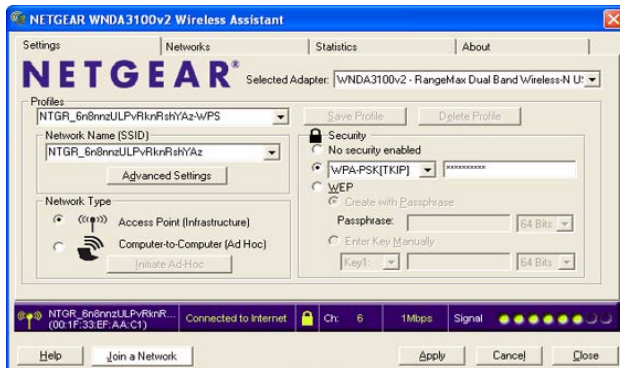 NETGEAR WNDA3100v2 Wireless Assistant
Settings
Networks
Statistics
About
NETGEAR®
Selected Adapter: WNDA3100v2 - RangeMax Dual Band Wireless-N U
Profiles
NTGR_6n8nnzULPvRknRshYAz-WPS
Save Profile
Delete Profile
Network Name (SSID)
NTGR_6n8nnzULPvRknRshYAz
Advanced Settings
Network Type
Access Point (Infrastructure)
Computer-to-Computer (Ad Hoc)
Initiate Ad-Hoc
Security
No security enabled
WPA-PSK[TKIP] **********
WEP
Create with Passphrase
Passphrase: 64 Bits
Enter Key Manually
Key1: 64 Bits
NTGR_6n8nnzULPvRknR...
(00:1F:33:EF:AA:C1)
Connected to Internet
Ch: 6
1Mbps
Signal
Help
Join a Network
Apply
Cancel
Close